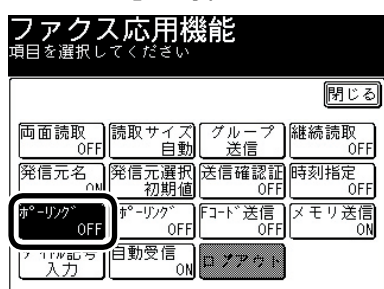 ファクス応用機能
項目を選択してください
閉じる
両面読取 読取サイズ グループ 継続読取
OFF 自動 送信 OFF
発信元名 発信元選択 送信確認証 時刻指定
ON 初期値 OFF OFF
ﾎﾟｰﾘﾝｸﾞ ﾎﾟｰﾘﾝｸﾞ Fｺｰﾄﾞ送信 メモリ送信
OFF OFF OFF ON
自動受信 ログアウト
入力 ON